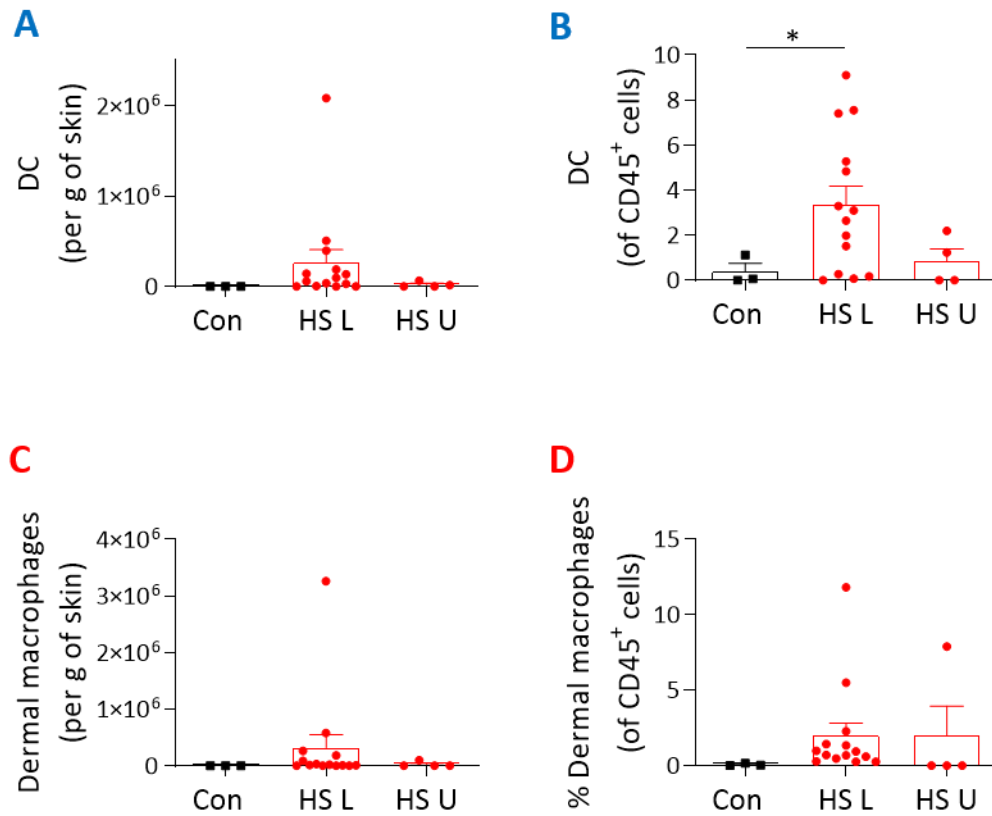 A
DC
(per g of skin)
2×10⁶
1×10⁶
0
Con HS L HS U
B
*
DC
(of CD45⁺ cells)
10
8
6
4
2
0
Con HS L HS U
C
Dermal macrophages
(per g of skin)
4×10⁶
3×10⁶
2×10⁶
1×10⁶
0
Con HS L HS U
D
% Dermal macrophages
(of CD45⁺ cells)
15
10
5
0
Con HS L HS U